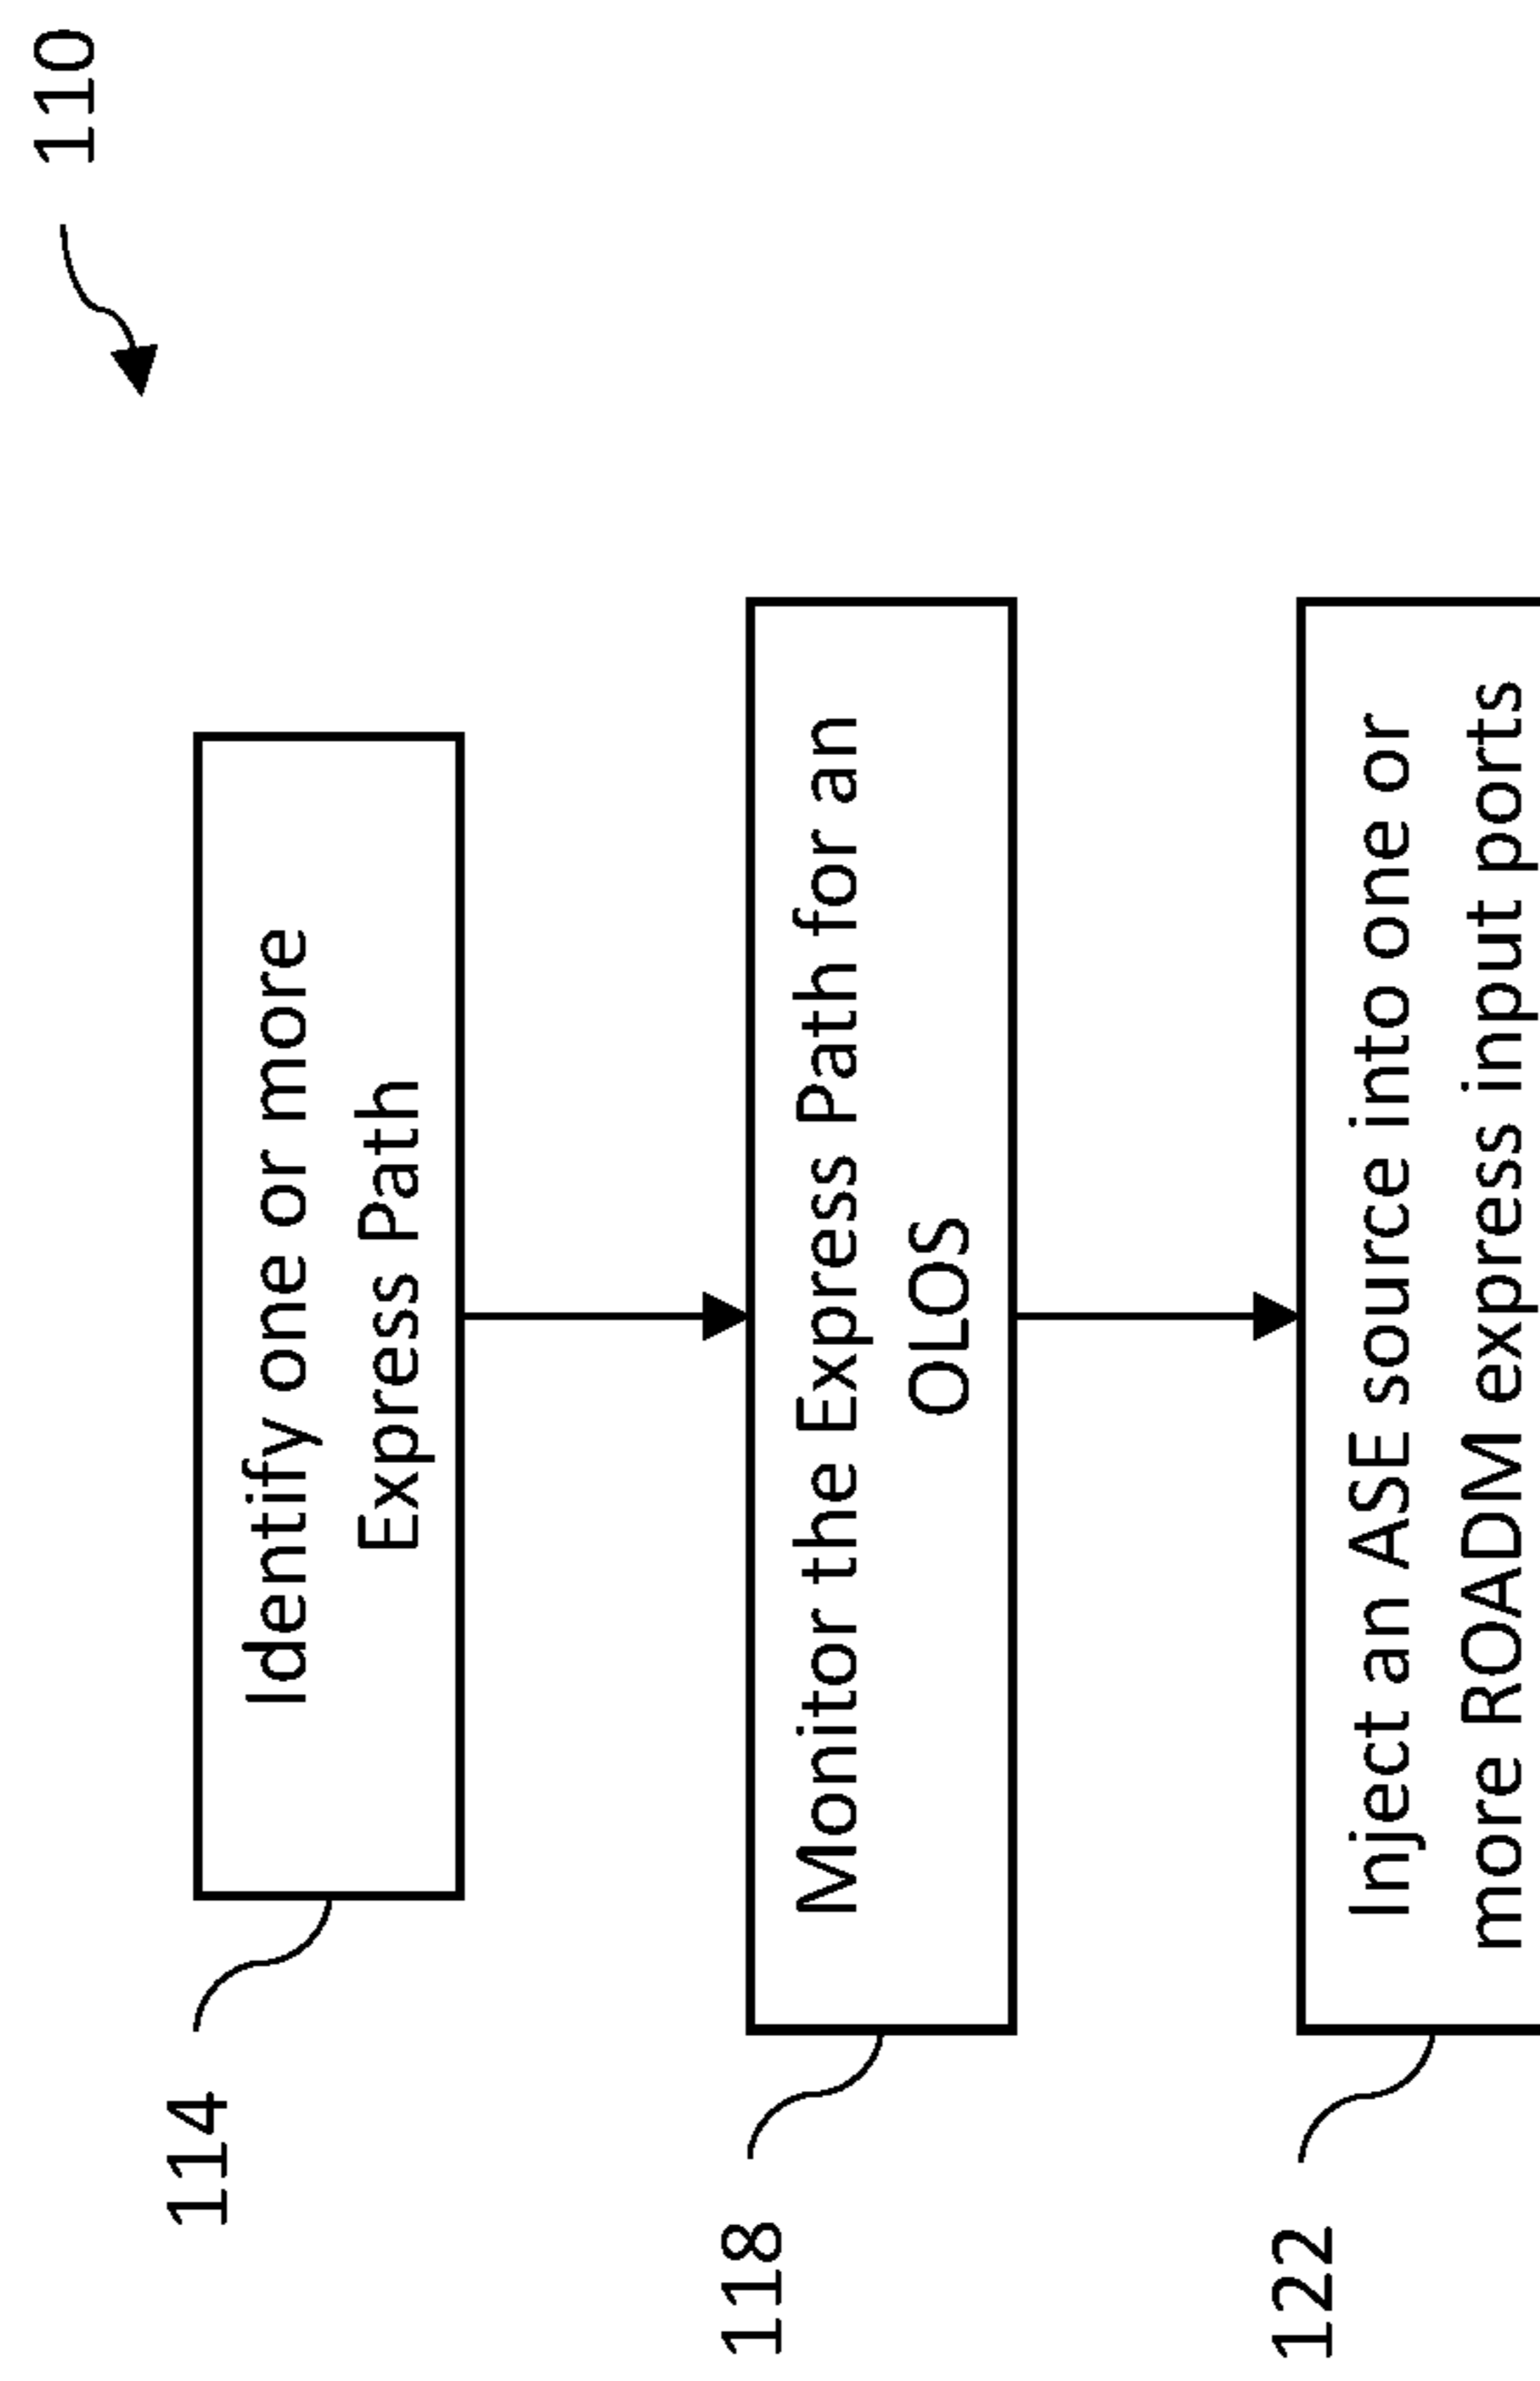 110
114
Identify one or more
Express Path
118
Monitor the Express Path for an
OLOS
122
Inject an ASE source into one or
more ROADM express input ports